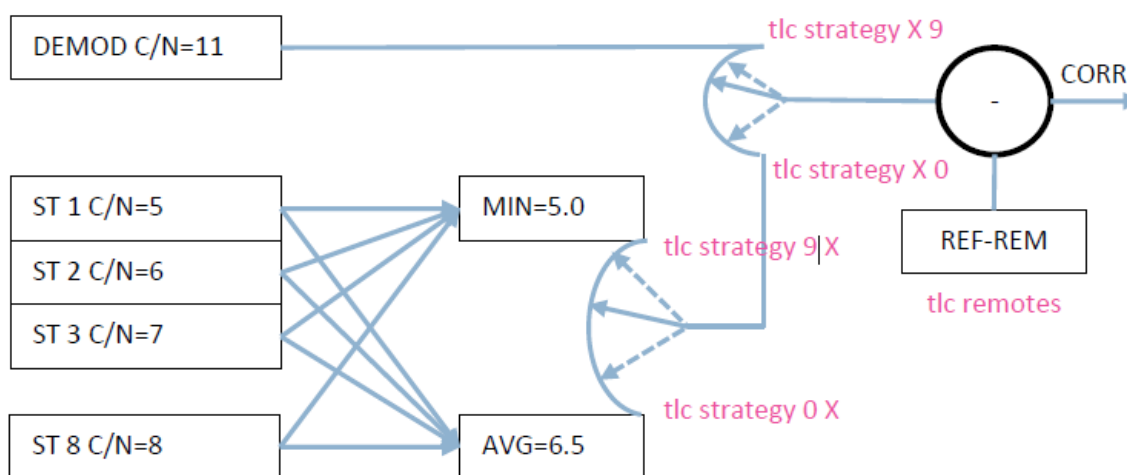 DEMOD C/N=11
tlc strategy X 9
-
CORR
tlc strategy X 0
ST 1 C/N=5
MIN=5.0
REF-REM
tlc strategy 9 X
ST 2 C/N=6
tlc remotes
ST 3 C/N=7
tlc strategy 0 X
ST 8 C/N=8
AVG=6.5